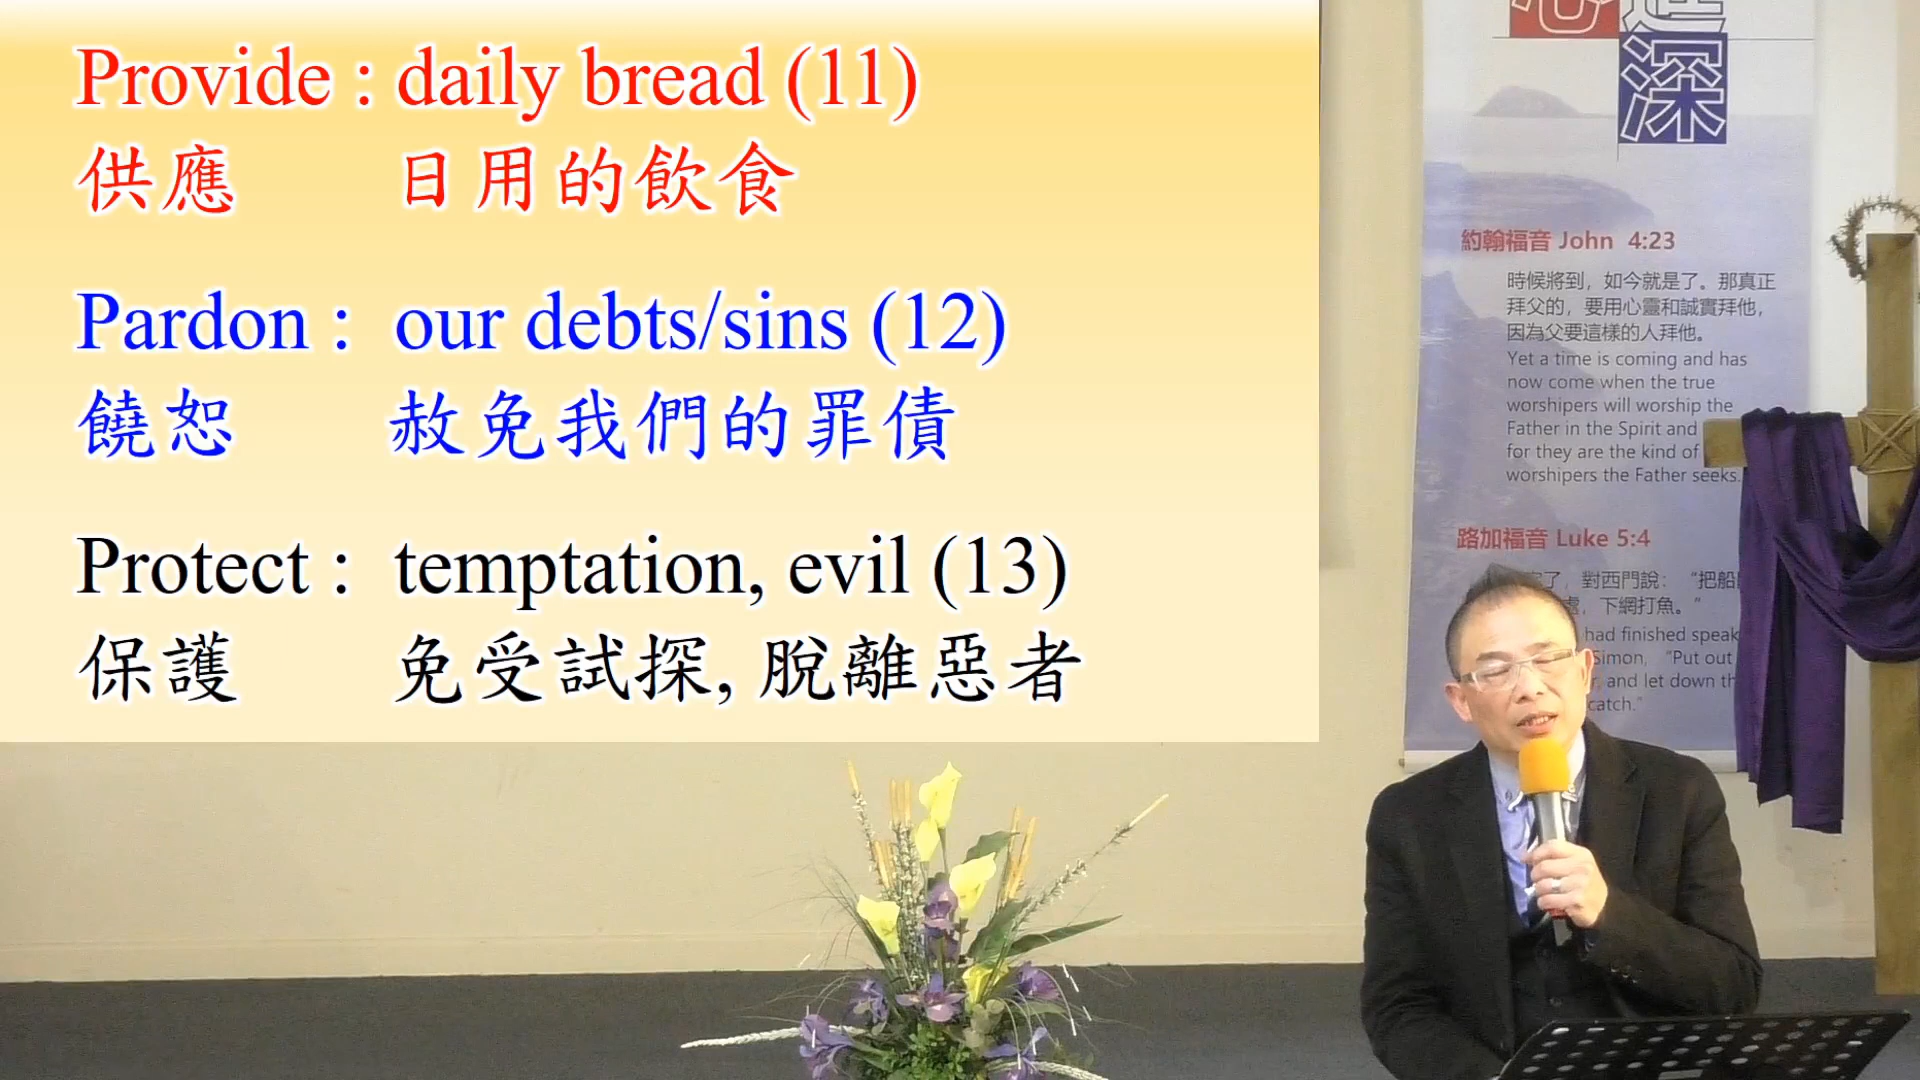 Provide : daily bread (11)
供應 日用的飲食
Pardon : our debts/sins (12)
饒恕 赦免我們的罪債
Protect : temptation, evil (13)
保護 免受試探, 脫離惡者
深
約翰福音 John 4:23
時候將到，如今就是了。那真正
拜父的，要用心靈和誠實拜他，
因為父要這樣的人拜他。
Yet a time is coming and has
now come when the true
worshipers will worship the
Father in the Spirit and
for they are the kind of
worshipers the Father seeks.
路加福音 Luke 5:4
了，對西門說：“把船
處，下網打魚。”
had finished speak
Simon, “Put out
and let down th
catch.”